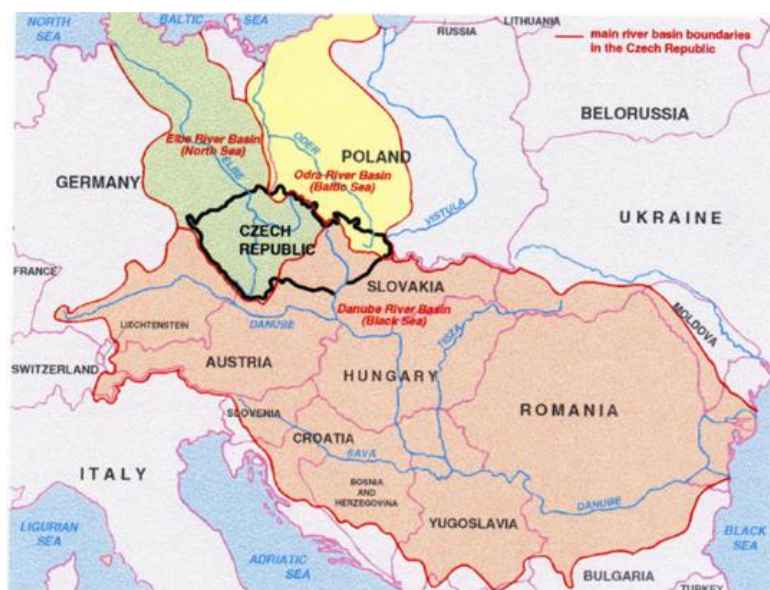 NORTH
SEA
BALTIC
SEA
LITHUANIA
RUSSIA
main river basin boundaries
in the Czech Republic
BELORUSSIA
Elbe River Basin
(North Sea)
ELBE
ODER
POLAND
Odra River Basin
(Baltic Sea)
GERMANY
VISTULA
UKRAINE
CZECH
REPUBLIC
FRANCE
SLOVAKIA
Danube River Basin
(Black Sea)
MOLDOVA
LIECHTENSTEIN
DANUBE
TISZA
SWITZERLAND
AUSTRIA
HUNGARY
ROMANIA
SLOVENIA
CROATIA
SAVA
ITALY
BOSNIA
AND
HERZEGOVINA
DANUBE
YUGOSLAVIA
LIGURIAN
SEA
ADRIATIC
SEA
BLACK
SEA
BULGARIA
TURKEY